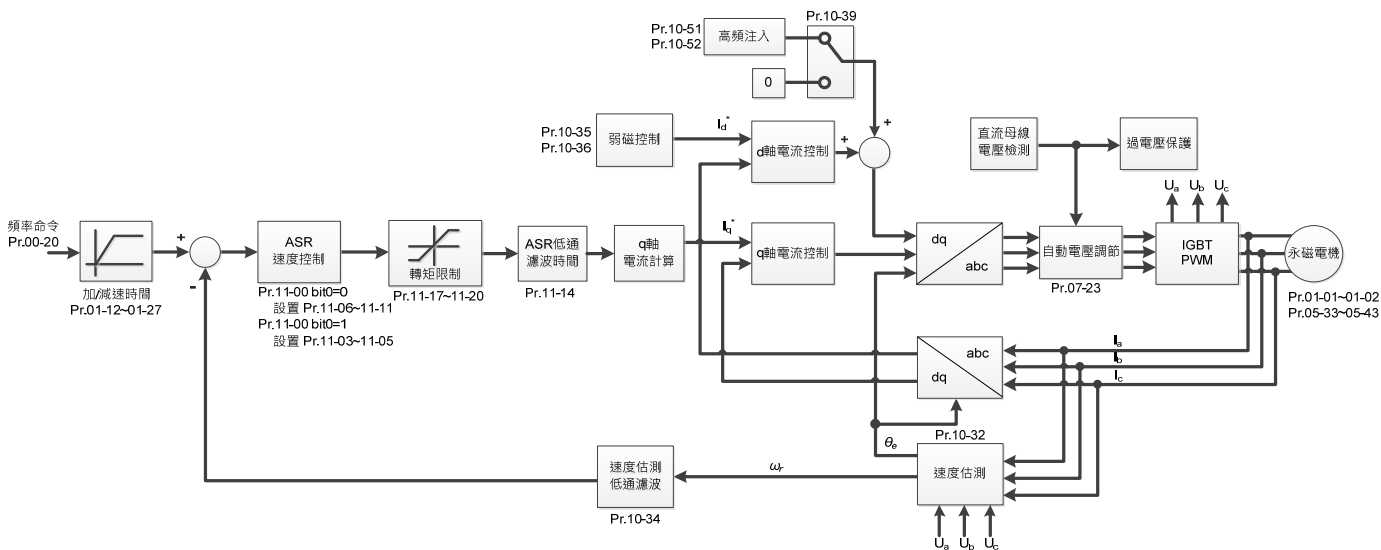 Pr.10-39
Pr.10-51
Pr.10-52
高頻注入
0
Pr.10-35
Pr.10-36
弱磁控制
Id*
d軸電流控制
+
+
直流母線
電壓檢測
過電壓保護
Ua
Ub
Uc
頻率命令
Pr.00-20
加/減速時間
Pr.01-12~01-27
+
-
ASR
速度控制
Pr.11-00 bit0=0
設置 Pr.11-06~11-11
Pr.11-00 bit0=1
設置 Pr.11-03~11-05
轉矩限制
Pr.11-17~11-20
ASR低通
濾波時間
Pr.11-14
q軸
電流計算
Iq*
q軸電流控制
dq
abc
自動電壓調節
Pr.07-23
IGBT
PWM
永磁電機
Pr.01-01~01-02
Pr.05-33~05-43
abc
dq
Ia
Ib
Ic
θe
Pr.10-32
速度估測
ωr
速度估測
低通濾波
Pr.10-34
Ua
Ub
Uc